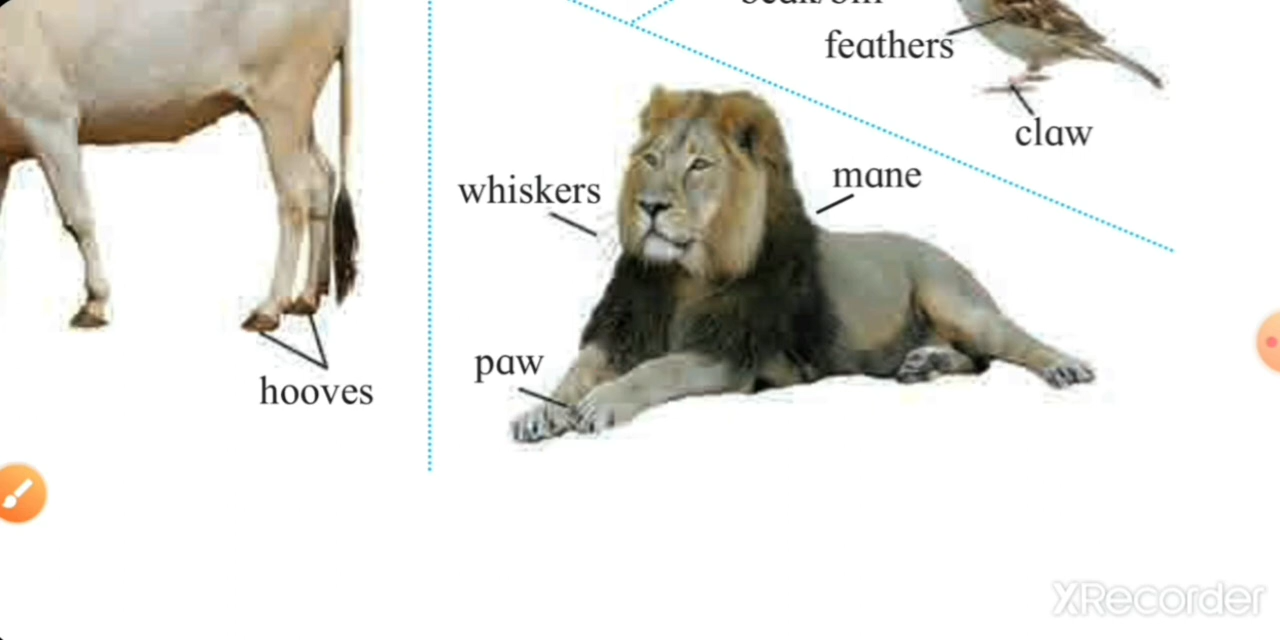 feathers
claw
mane
whiskers
paw
hooves
XRecorder